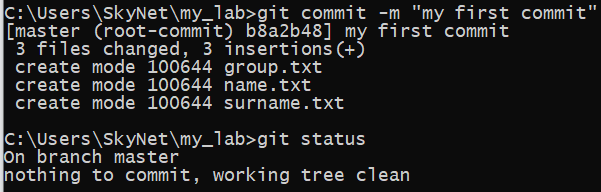 C:\Users\SkyNet\my_lab>git commit -m "my first commit"
[master (root-commit) b8a2b48] my first commit
 3 files changed, 3 insertions(+)
 create mode 100644 group.txt
 create mode 100644 name.txt
 create mode 100644 surname.txt
C:\Users\SkyNet\my_lab>git status
On branch master
nothing to commit, working tree clean